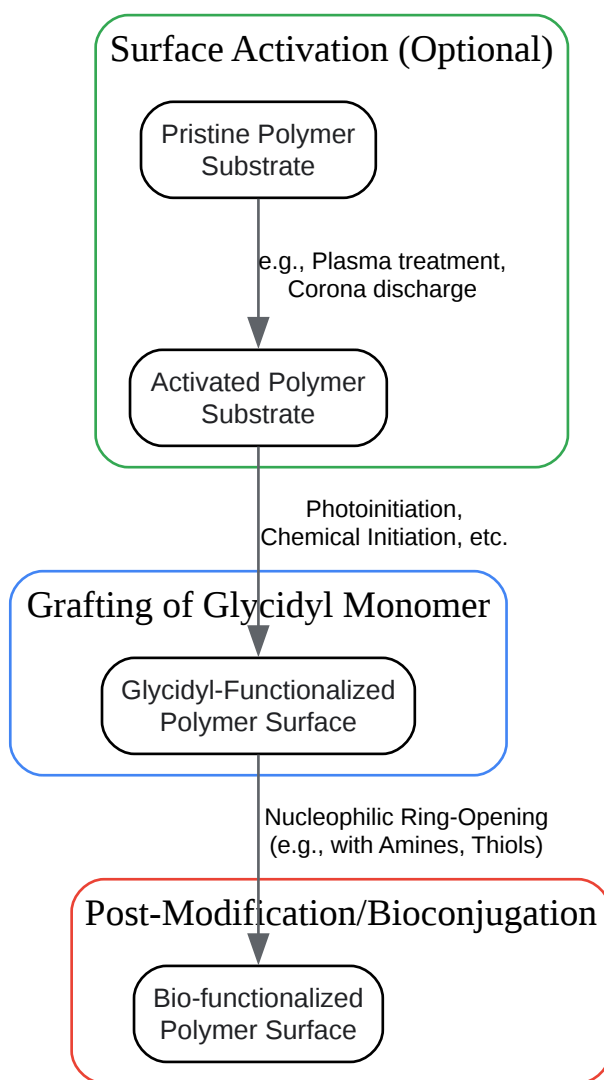 Surface Activation (Optional)
Pristine Polymer
Substrate
e.g., Plasma treatment,
Corona discharge
Activated Polymer
Substrate
Photoinitiation,
Chemical Initiation, etc.
Grafting of Glycidyl Monomer
Glycidyl-Functionalized
Polymer Surface
Nucleophilic Ring-Opening
(e.g., with Amines, Thiols)
Post-Modification/Bioconjugation
Bio-functionalized
Polymer Surface